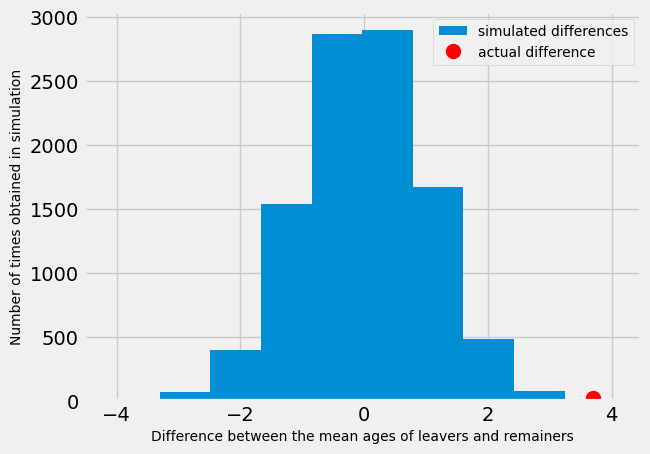 simulated differences
actual difference
3000
2500
2000
1500
1000
500
0
−4 −2 0 2 4
Number of times obtained in simulation
Difference between the mean ages of leavers and remainers